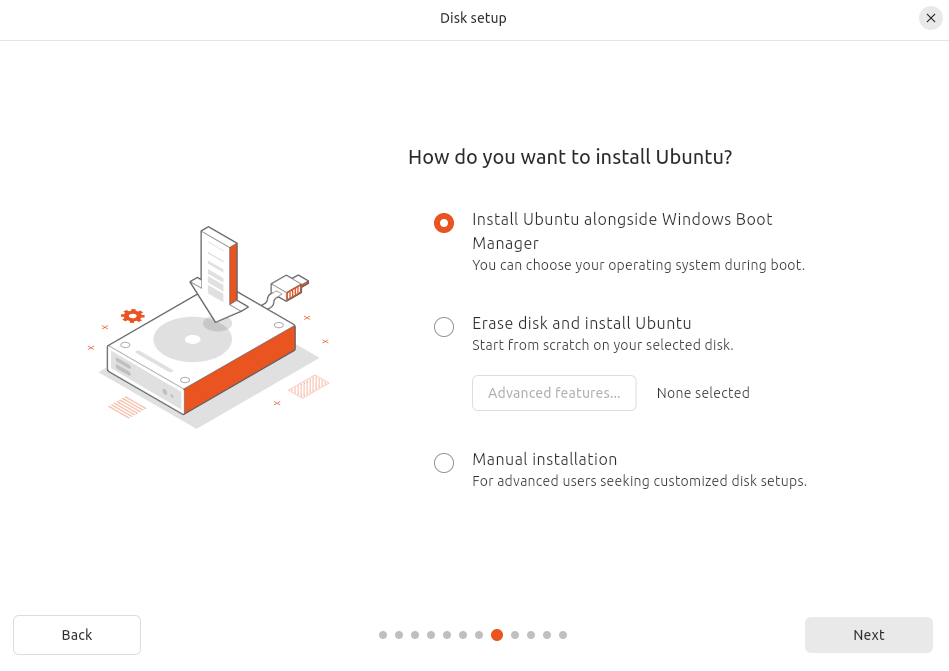 Disk setup
How do you want to install Ubuntu?
Install Ubuntu alongside Windows Boot
Manager
You can choose your operating system during boot.
Erase disk and install Ubuntu
Start from scratch on your selected disk.
Advanced features... None selected
Manual installation
For advanced users seeking customized disk setups.
Back Next